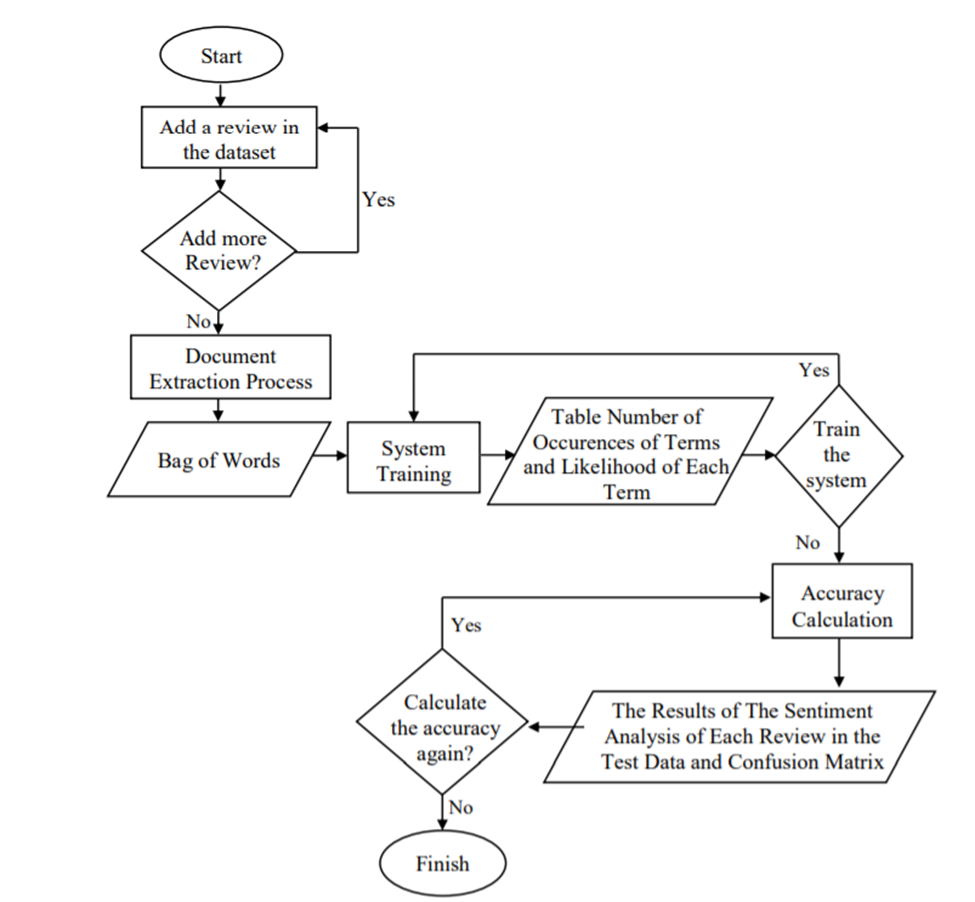 Start
Add a review in
the dataset
Yes
Add more
Review?
No
Document
Extraction Process
Bag of Words
System
Training
Table Number of
Occurences of Terms
and Likelihood of Each
Term
Yes
Train
the
system
No
Accuracy
Calculation
The Results of The Sentiment
Analysis of Each Review in the
Test Data and Confusion Matrix
Yes
Calculate
the accuracy
again?
No
Finish